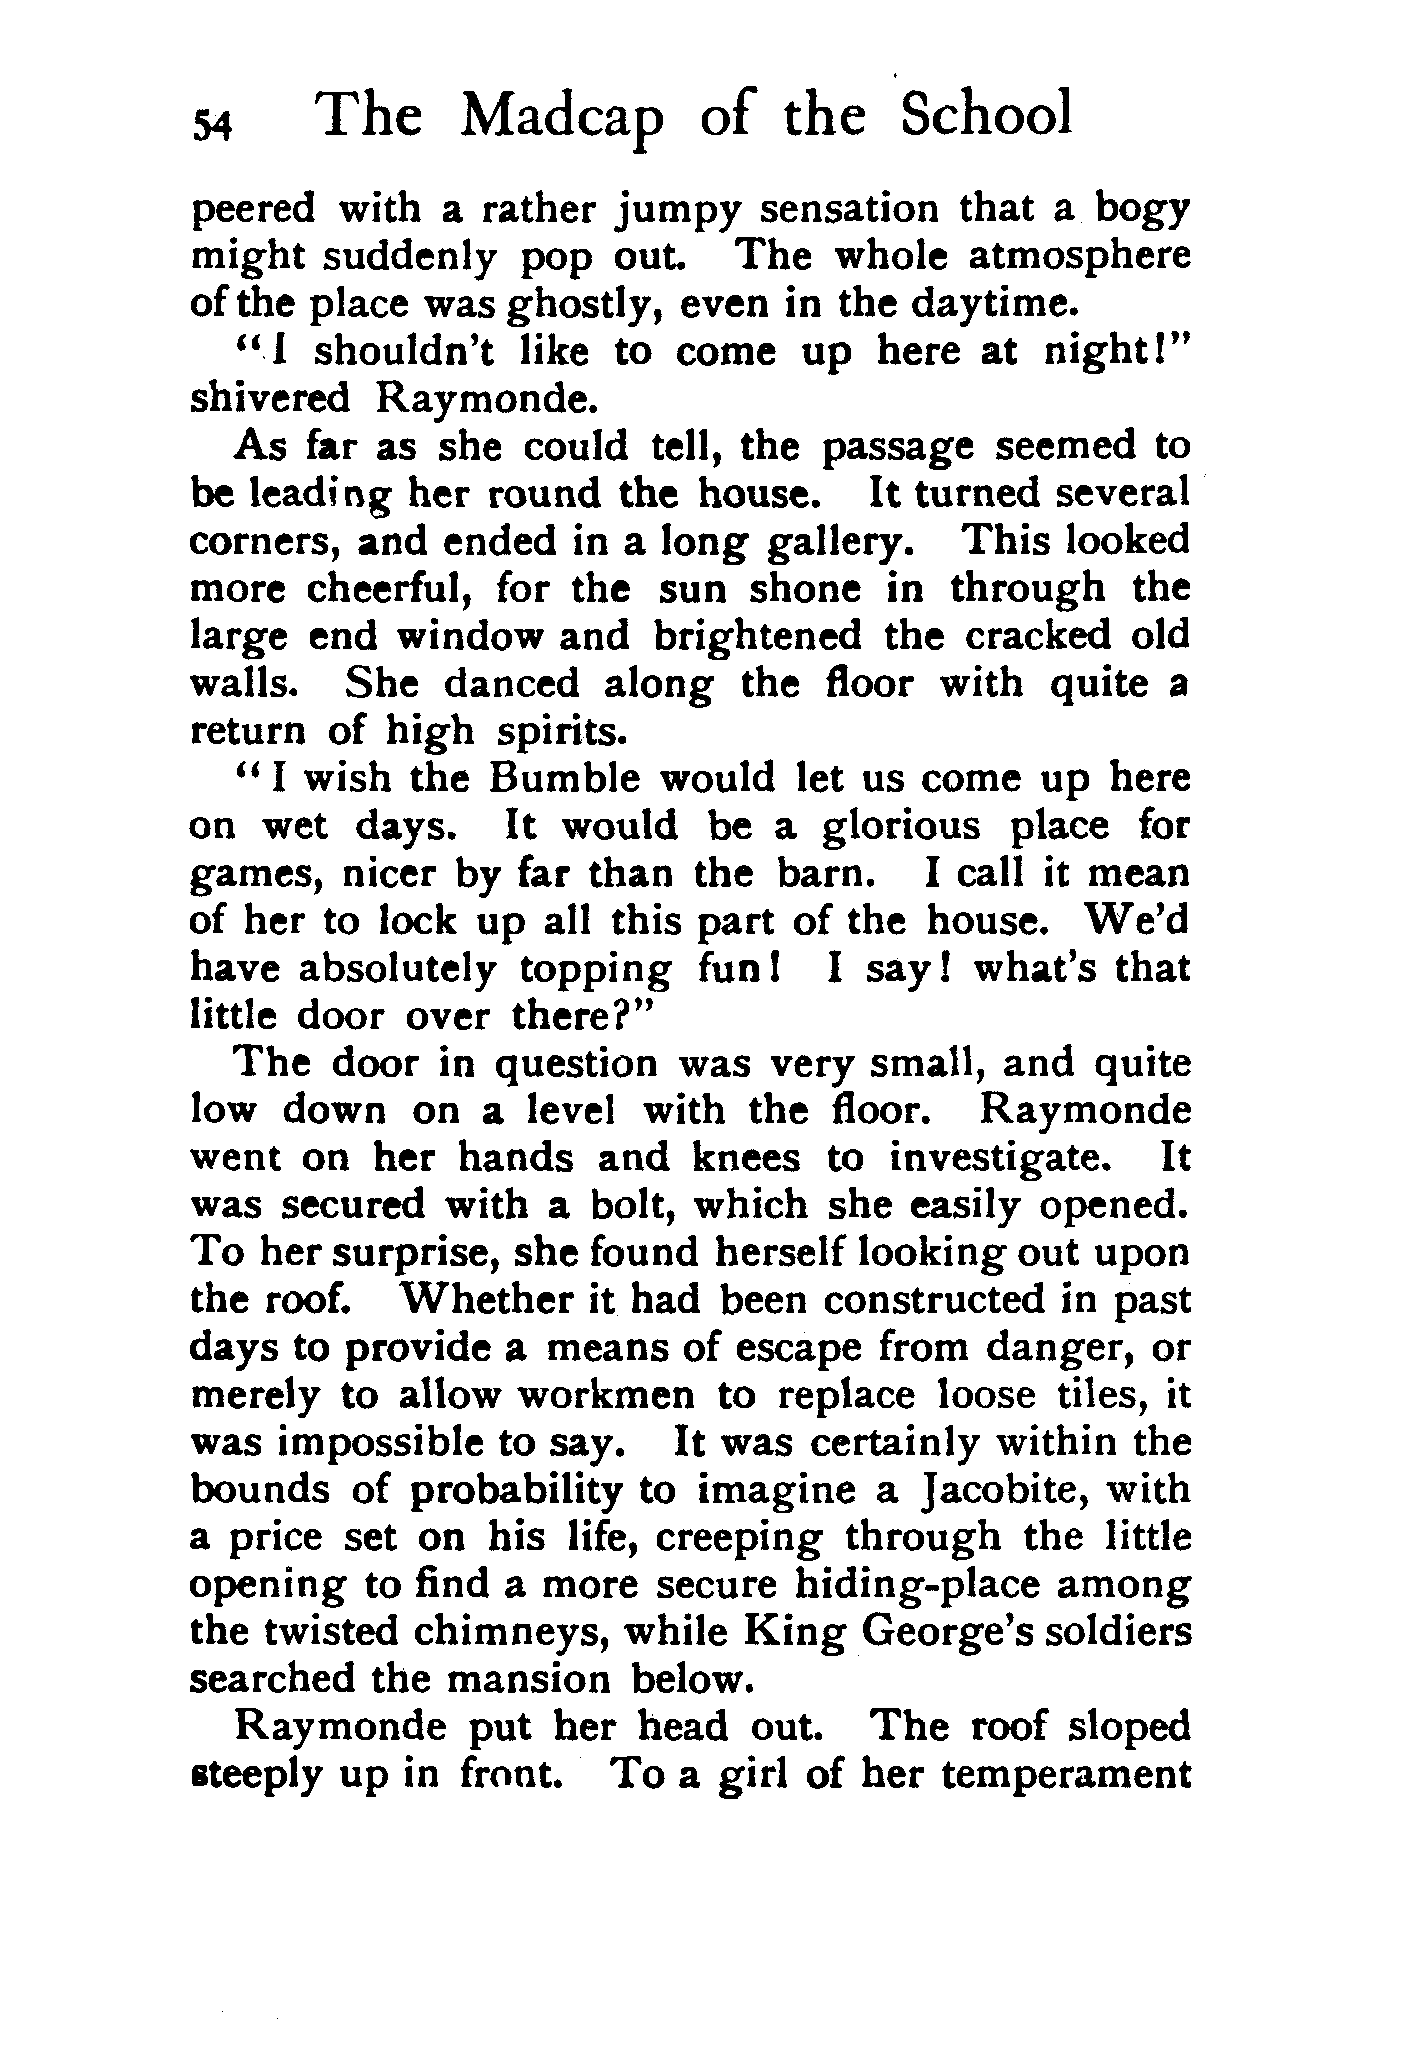 54 The Madcap of the School
peered with a rather jumpy sensation that a bogy
might suddenly pop out. The whole atmosphere
of the place was ghostly, even in the daytime.
“I shouldn't like to come up here at night!”
shivered Raymonde.
As far as she could tell, the passage seemed to
be leading her round the house. It turned several
corners, and ended in a long gallery. This looked
more cheerful, for the sun shone in through the
large end window and brightened the cracked old
walls. She danced along the floor with quite a
return of high spirits.
“I wish the Bumble would let us come up here
on wet days. It would be a glorious place for
games, nicer by far than the barn. I call it mean
of her to lock up all this part of the house. We'd
have absolutely topping fun! I say! what's that
little door over there?”
The door in question was very small, and quite
low down on a level with the floor. Raymonde
went on her hands and knees to investigate. It
was secured with a bolt, which she easily opened.
To her surprise, she found herself looking out upon
the roof. Whether it had been constructed in past
days to provide a means of escape from danger, or
merely to allow workmen to replace loose tiles, it
was impossible to say. It was certainly within the
bounds of probability to imagine a Jacobite, with
a price set on his life, creeping through the little
opening to find a more secure hiding-place among
the twisted chimneys, while King George's soldiers
searched the mansion below.
Raymonde put her head out. The roof sloped
steeply up in front. To a girl of her temperament